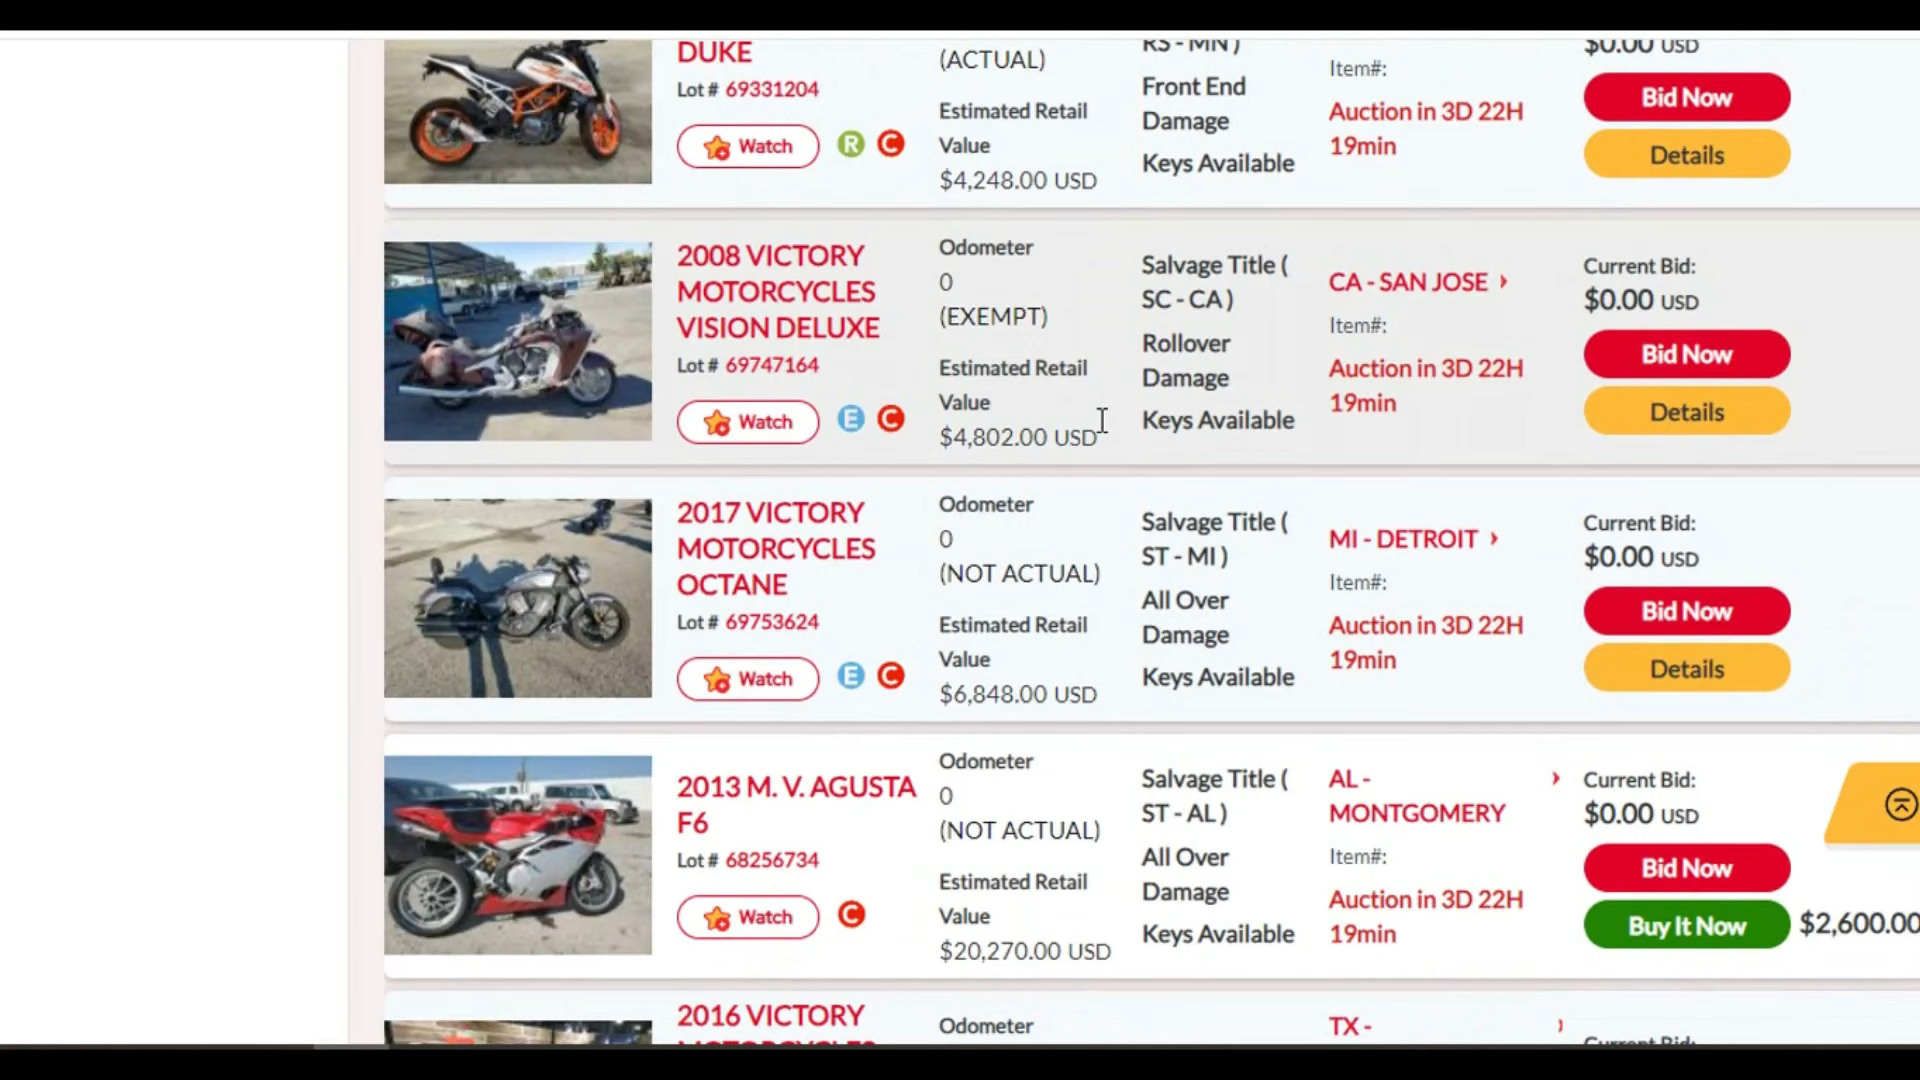 DUKE
Lot # 69331204
Watch
R
C
(ACTUAL)
Estimated Retail
Value
$4,248.00 USD
RS - MN )
Front End
Damage
Keys Available
Item#:
Auction in 3D 22H
19min
$0.00 USD
Bid Now
Details
2008 VICTORY
MOTORCYCLES
VISION DELUXE
Lot # 69747164
Watch
E
C
Odometer
0
(EXEMPT)
Estimated Retail
Value
$4,802.00 USD
Salvage Title (
SC - CA )
Rollover
Damage
Keys Available
CA - SAN JOSE
Item#:
Auction in 3D 22H
19min
Current Bid:
$0.00 USD
Bid Now
Details
2017 VICTORY
MOTORCYCLES
OCTANE
Lot # 69753624
Watch
E
C
Odometer
0
(NOT ACTUAL)
Estimated Retail
Value
$6,848.00 USD
Salvage Title (
ST - MI )
All Over
Damage
Keys Available
MI - DETROIT
Item#:
Auction in 3D 22H
19min
Current Bid:
$0.00 USD
Bid Now
Details
2013 M. V. AGUSTA
F6
Lot # 68256734
Watch
C
Odometer
0
(NOT ACTUAL)
Estimated Retail
Value
$20,270.00 USD
Salvage Title (
ST - AL )
All Over
Damage
Keys Available
AL -
MONTGOMERY
Item#:
Auction in 3D 22H
19min
Current Bid:
$0.00 USD
Bid Now
Buy It Now $2,600.00
2016 VICTORY
MOTORCYCLES
Odometer
TX -
Current Bid: